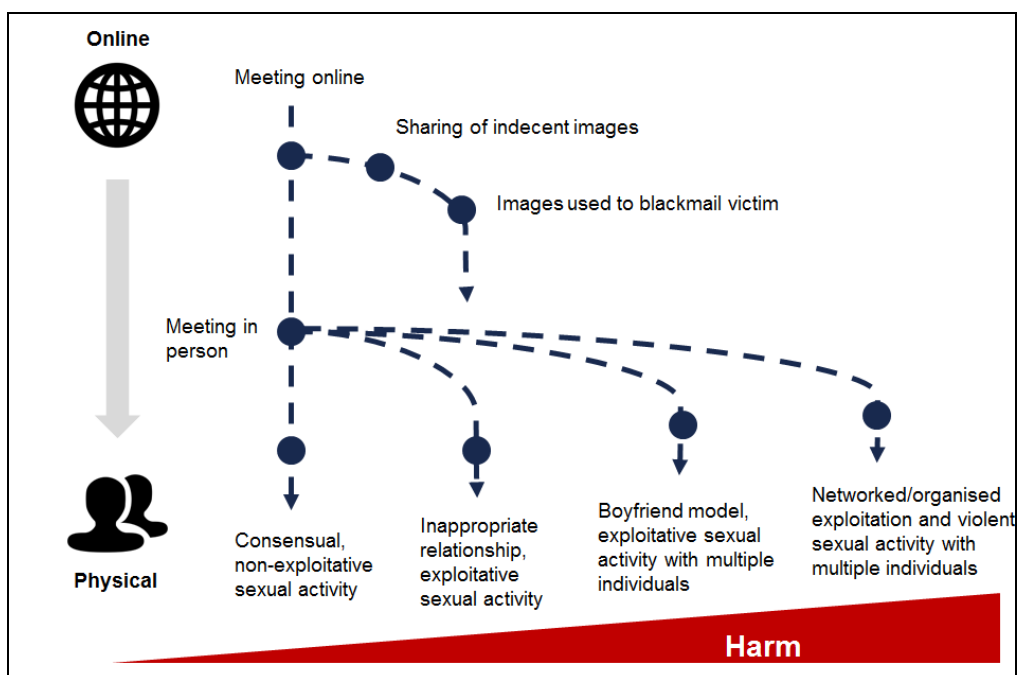 Online
Meeting online
Sharing of indecent images
Images used to blackmail victim
Meeting in
person
Consensual,
non-exploitative
sexual activity
Inappropriate
relationship,
exploitative
sexual activity
Boyfriend model,
exploitative sexual
activity with multiple
individuals
Networked/organised
exploitation and violent
sexual activity with
multiple individuals
Physical
Harm